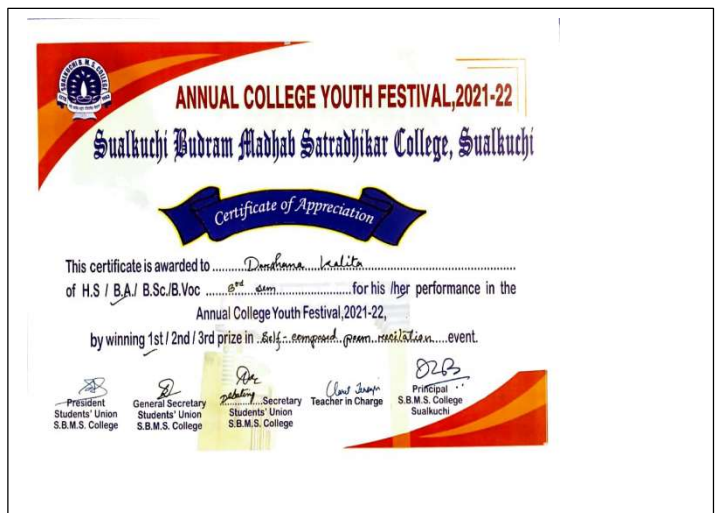 SUALKUCHI B.M.S. COLLEGE
ANNUAL COLLEGE YOUTH FESTIVAL,2021-22
Sualkuchi Budram Madhab Satradhikar College, Sualkuchi
Certificate of Appreciation
This certificate is awarded to Darshana Kalita
of H.S / B.A./ B.Sc./B.Voc 3rd sem for his /her performance in the
Annual College Youth Festival,2021-22,
by winning 1st / 2nd / 3rd prize in Self-composed poem recitation event.
President
Students' Union
S.B.M.S. College
General Secretary
Students' Union
S.B.M.S. College
Debating Secretary
Students' Union
S.B.M.S. College
Teacher in Charge
Principal
S.B.M.S. College
Sualkuchi